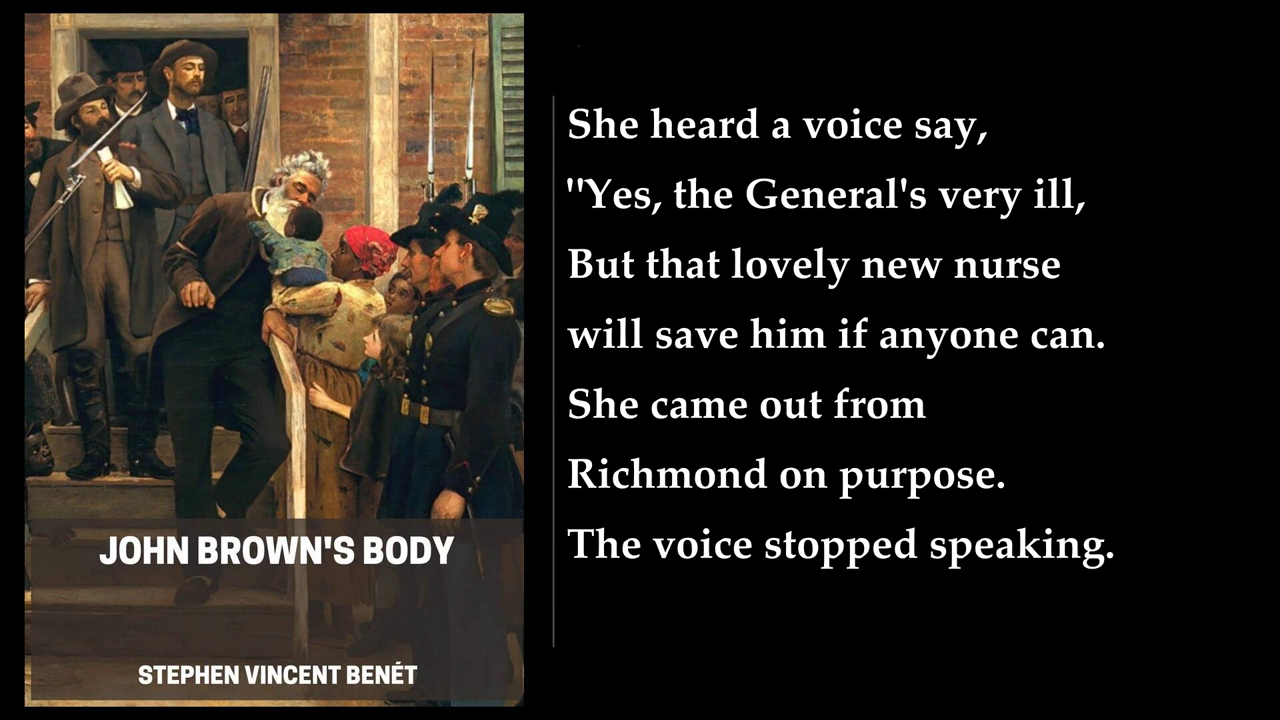 JOHN BROWN'S BODY
STEPHEN VINCENT BENÉT
She heard a voice say,
"Yes, the General's very ill,
But that lovely new nurse
will save him if anyone can.
She came out from
Richmond on purpose.
The voice stopped speaking.